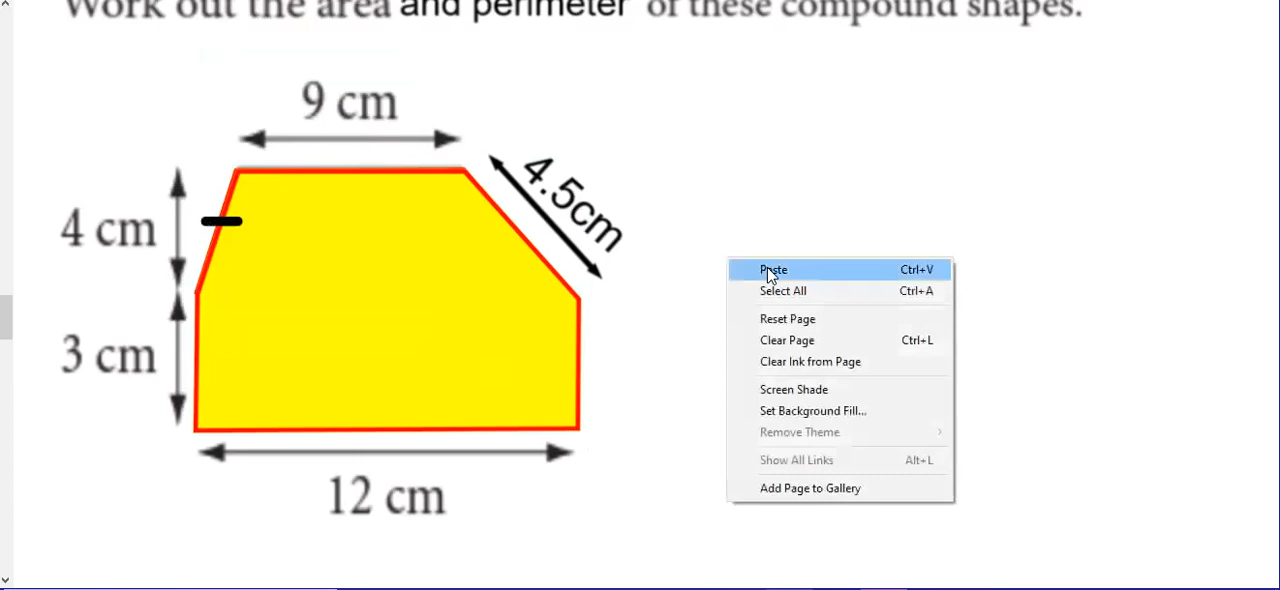 Work out the area and perimeter of these compound shapes.
9 cm
4.5cm
4 cm
3 cm
12 cm
Paste Ctrl+V
Select All Ctrl+A
Reset Page
Clear Page Ctrl+L
Clear Ink from Page
Screen Shade
Set Background Fill...
Remove Theme
Show All Links Alt+L
Add Page to Gallery